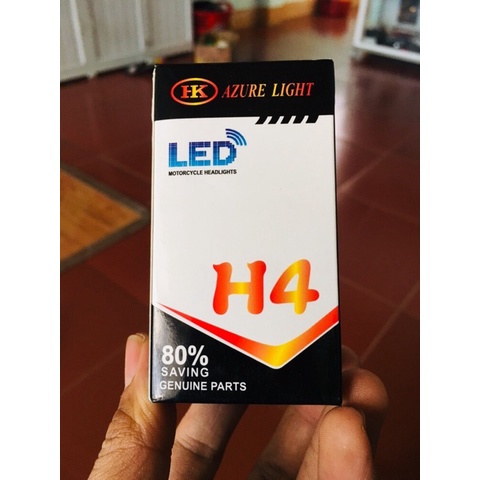 HK AZURE LIGHT
LED
MOTORCYCLE HEADLIGHTS
H4
80%
SAVING
GENUINE PARTS